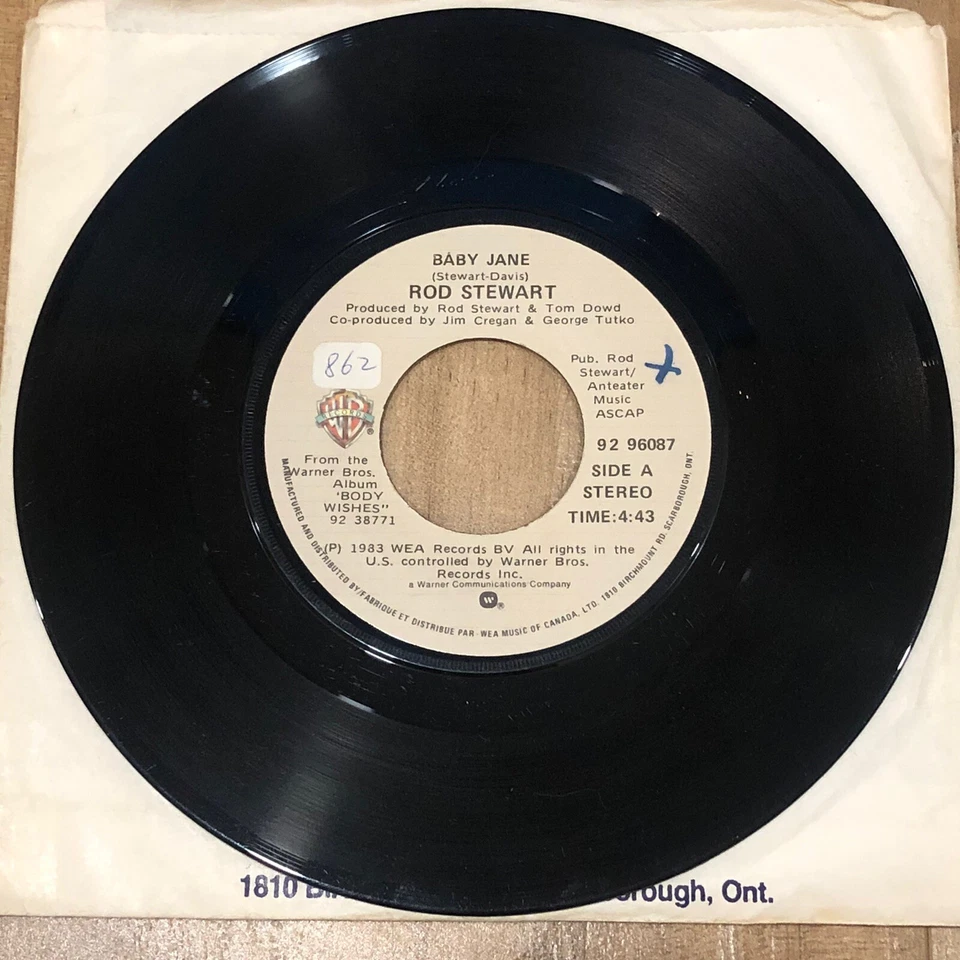 BABY JANE
(Stewart-Davis)
ROD STEWART
Produced by Rod Stewart & Tom Dowd
Co-produced by Jim Cregan & George Tutko
862
Pub. Rod
Stewart/
Anteater
Music
ASCAP
RECORDS
®
92 96087
SIDE A
STEREO
TIME:4:43
From the
Warner Bros.
Album
'BODY
WISHES"
92 38771
(P) 1983 WEA Records BV All rights in the
U.S. controlled by Warner Bros.
Records Inc.
a Warner Communications Company
®
MANUFACTURED AND DISTRIBUTED BY/FABRIQUE ET DISTRIBUE PAR-WEA MUSIC OF CANADA, LTD. 1810 BIRCHMOUNT RD. SCARBOROUGH, ONT.
1810 rough, Ont.